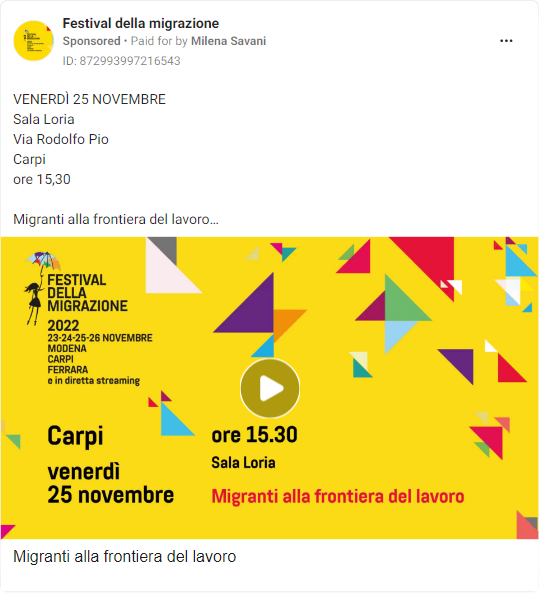 Festival della migrazione
Sponsored • Paid for by Milena Savani
ID: 872993997216543
VENERDÌ 25 NOVEMBRE
Sala Loria
Via Rodolfo Pio
Carpi
ore 15,30
Migranti alla frontiera del lavoro...
FESTIVAL
DELLA
MIGRAZIONE
2022
23-24-25-26 NOVEMBRE
MODENA
CARPI
FERRARA
e in diretta streaming
Carpi
venerdì
25 novembre
ore 15.30
Sala Loria
Migranti alla frontiera del lavoro
Migranti alla frontiera del lavoro